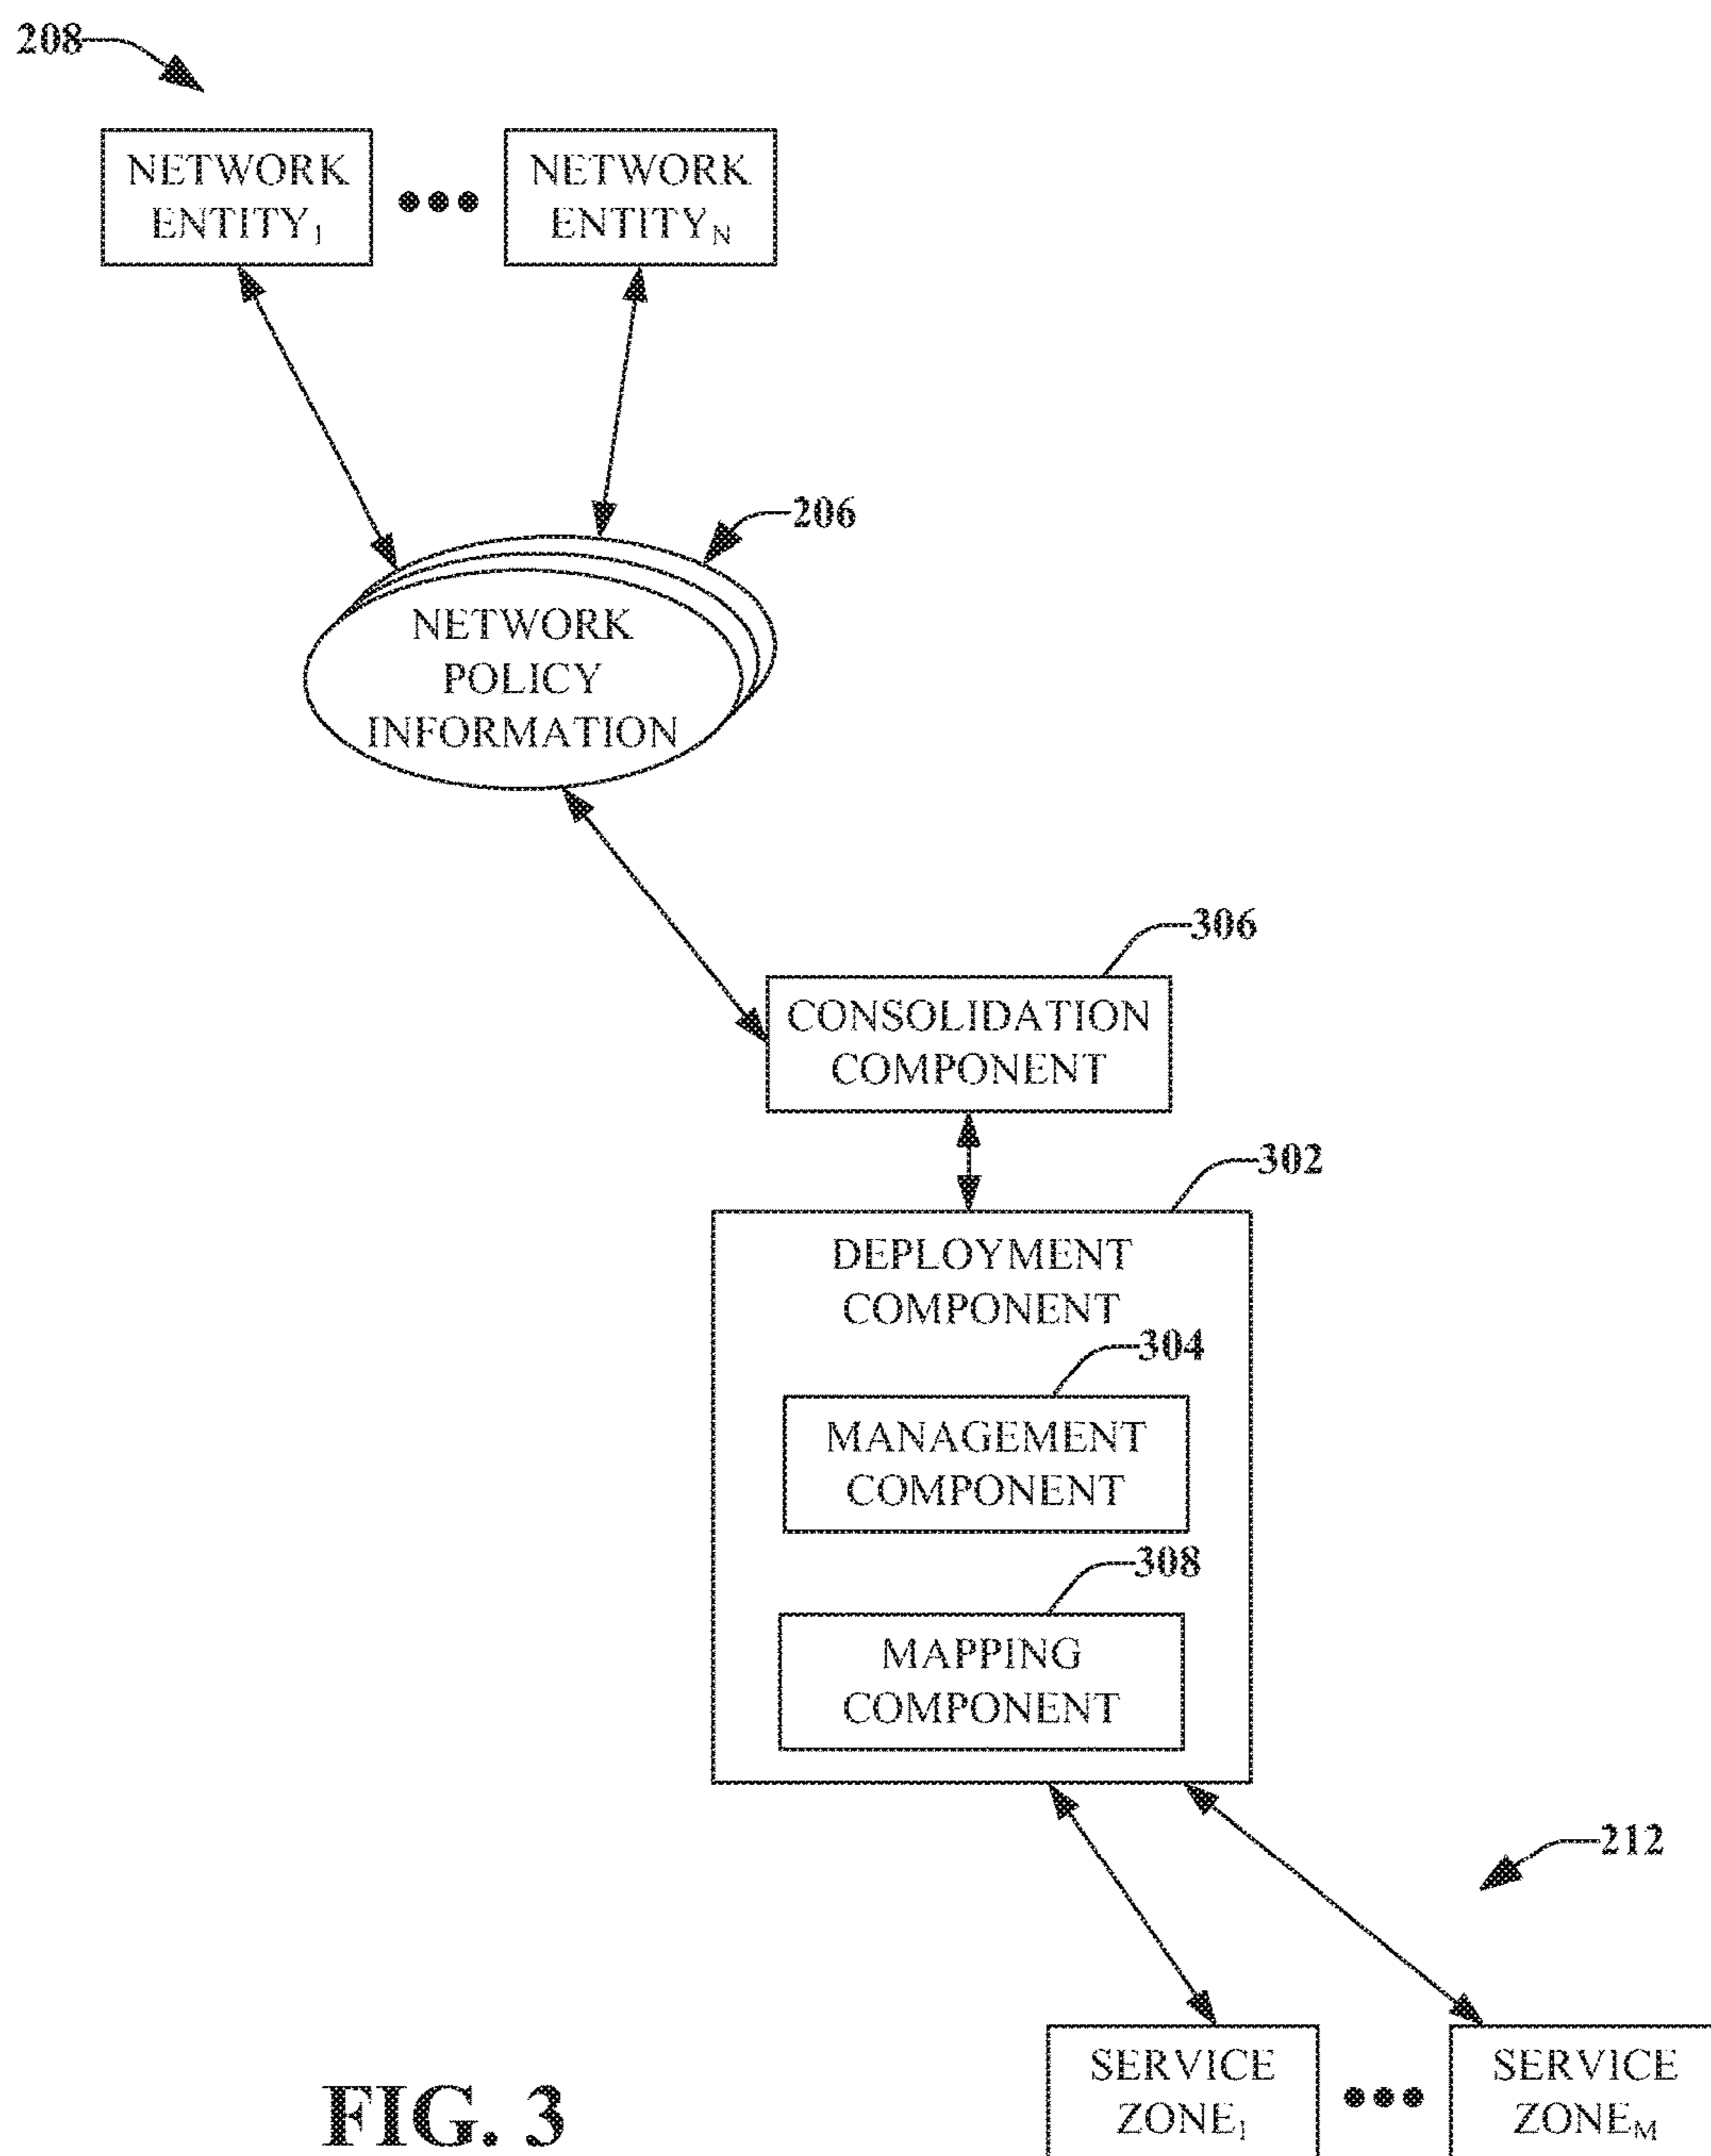 208
NETWORK
ENTITY1
NETWORK
ENTITYN
206
NETWORK
POLICY
INFORMATION
306
CONSOLIDATION
COMPONENT
302
DEPLOYMENT
COMPONENT
304
MANAGEMENT
COMPONENT
308
MAPPING
COMPONENT
212
SERVICE
ZONE1
SERVICE
ZONEM
FIG. 3